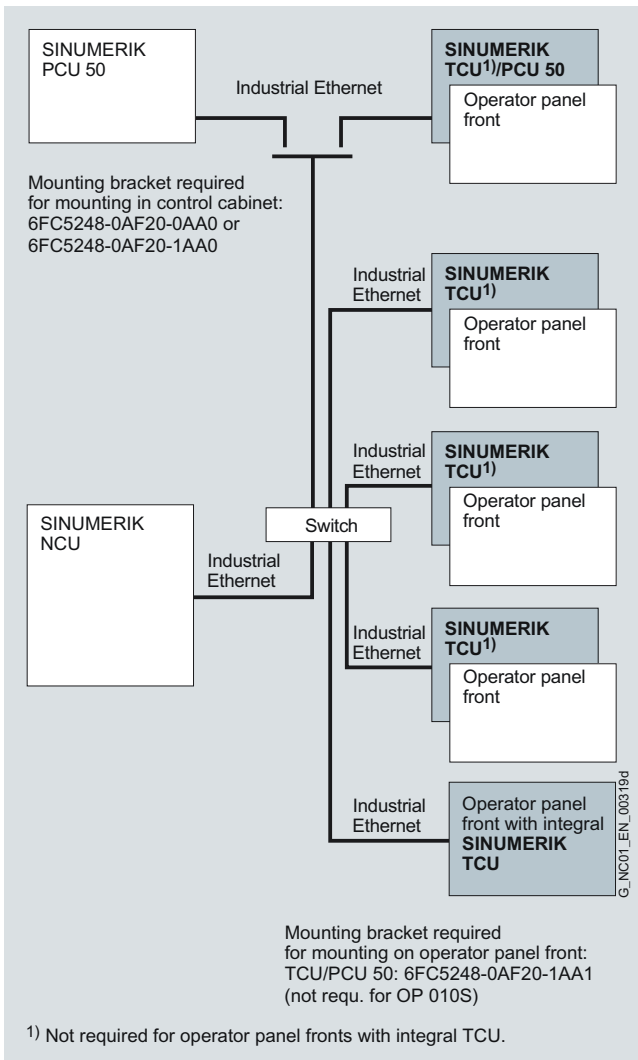 SINUMERIK
PCU 50
Industrial Ethernet
SINUMERIK
TCU1)/PCU 50
Operator panel
front
Mounting bracket required
for mounting in control cabinet:
6FC5248-0AF20-0AA0 or
6FC5248-0AF20-1AA0
Industrial
Ethernet
SINUMERIK
TCU1)
Operator panel
front
Industrial
Ethernet
SINUMERIK
TCU1)
Operator panel
front
SINUMERIK
NCU
Switch
Industrial
Ethernet
Industrial
Ethernet
SINUMERIK
TCU1)
Operator panel
front
Industrial
Ethernet
Operator panel
front with integral
SINUMERIK
TCU
G_NC01_EN_00319d
Mounting bracket required
for mounting on operator panel front:
TCU/PCU 50: 6FC5248-0AF20-1AA1
(not requ. for OP 010S)
1) Not required for operator panel fronts with integral TCU.